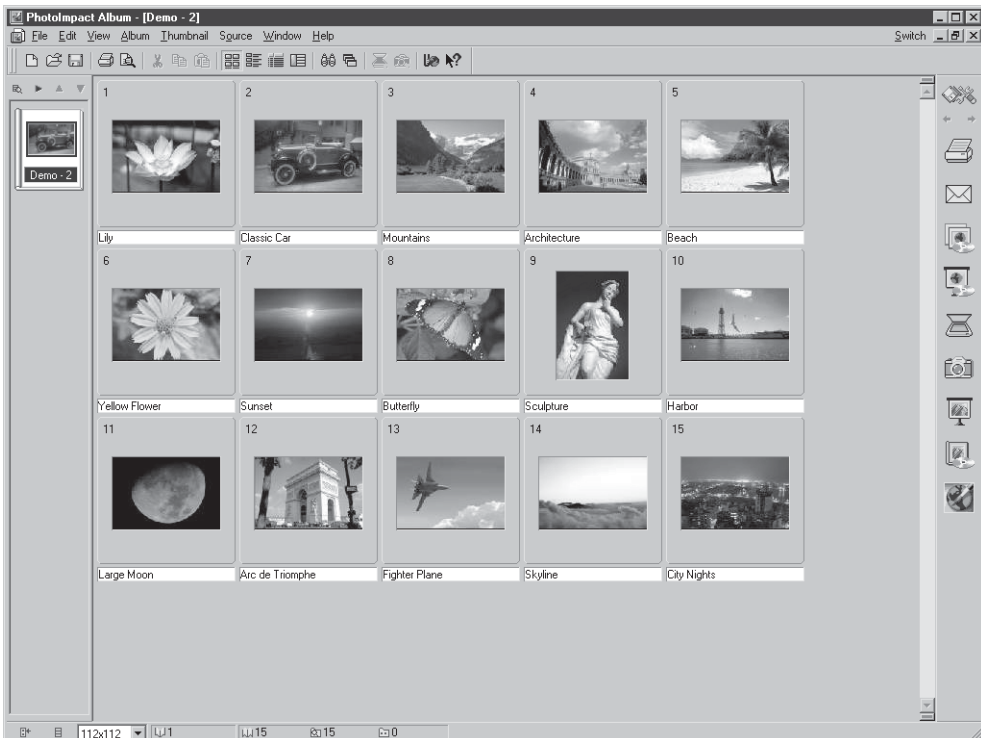 PhotoImpact Album - [Demo - 2]
File Edit View Album Thumbnail Source Window Help Switch
1 2 3 4 5
Demo - 2
Lily Classic Car Mountains Architecture Beach
6 7 8 9 10
Yellow Flower Sunset Butterfly Sculpture Harbor
11 12 13 14 15
Large Moon Arc de Triomphe Fighter Plane Skyline City Nights
112x112 1 15 15 0